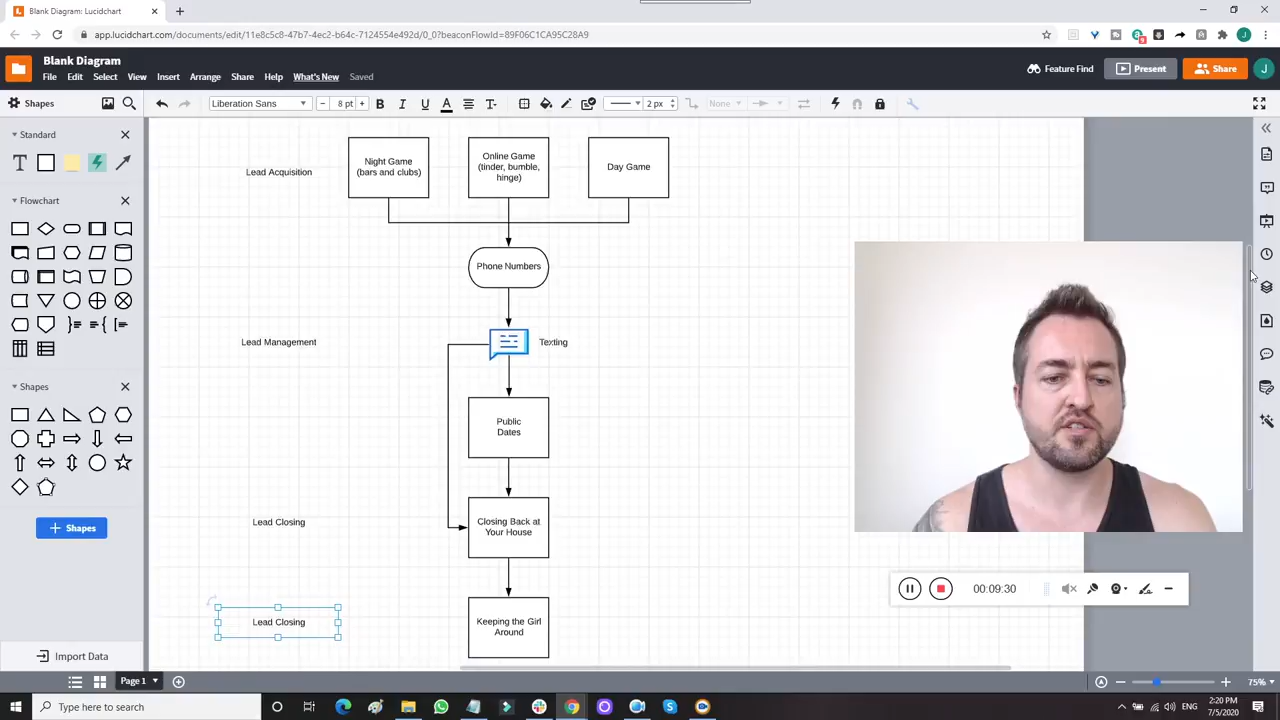 Blank Diagram: Lucidchart
app.lucidchart.com/documents/edit/11e8c5c8-47b7-4ec2-b64c-7124554e492d/0_0?beaconFlowId=89F06C1CA95C28A9
Blank Diagram
File Edit Select View Insert Arrange Share Help What's New Saved
Feature Find
Present
Share
J
Shapes
Liberation Sans
8 pt
2 px
None
Standard
Flowchart
Shapes
+ Shapes
Import Data
Lead Acquisition
Night Game
(bars and clubs)
Online Game
(tinder, bumble,
hinge)
Day Game
Phone Numbers
Lead Management
Texting
Public
Dates
Lead Closing
Closing Back at
Your House
Lead Closing
Keeping the Girl
Around
00:09:30
Page 1
75%
Type here to search
ENG
2:20 PM
7/5/2020